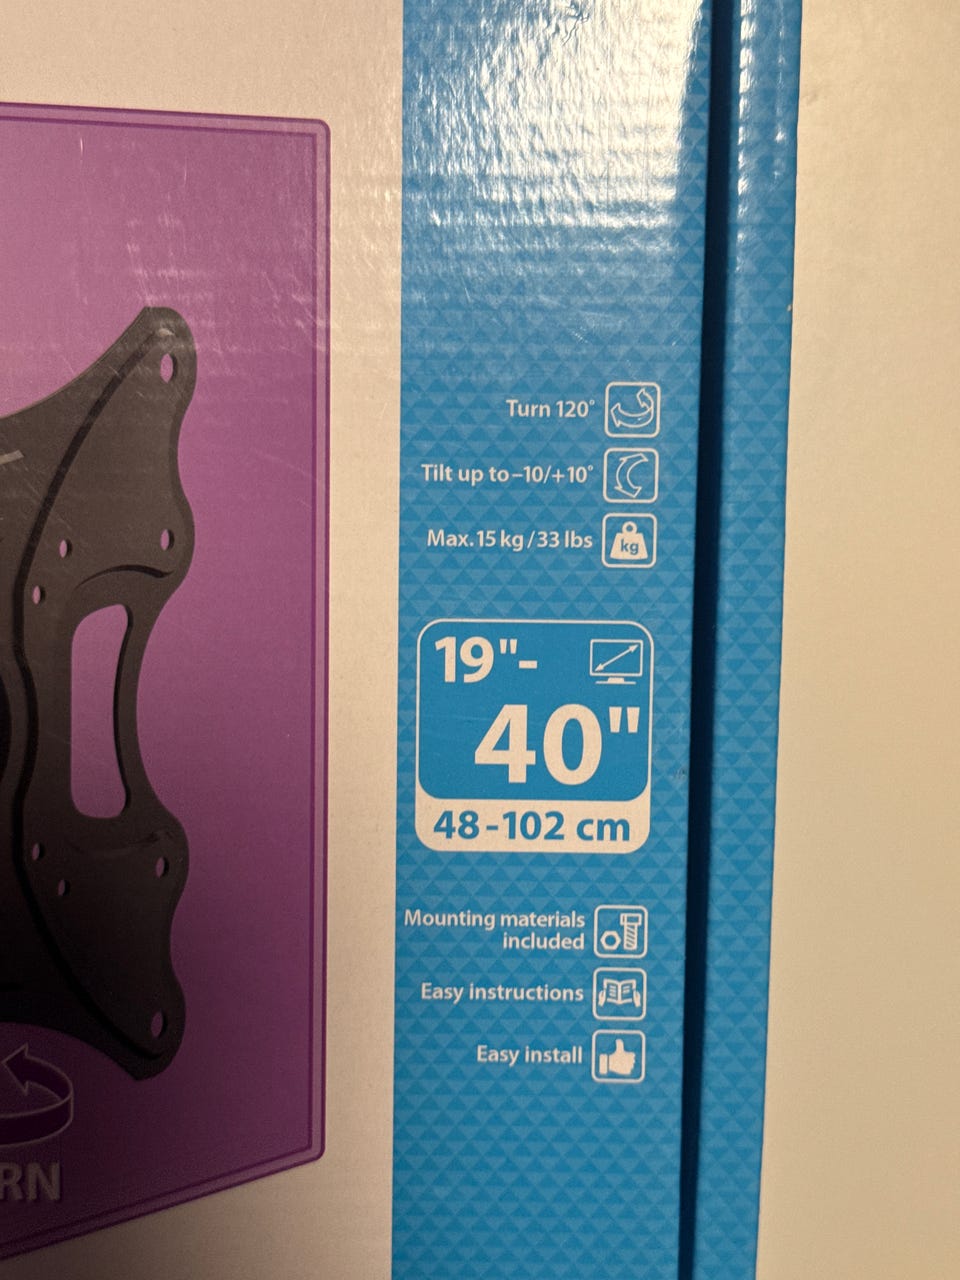 Turn 120°
Tilt up to –10/+10°
Max. 15 kg/33 lbs
kg
19"-
40"
48-102 cm
Mounting materials
included
Easy instructions
Easy install
RN